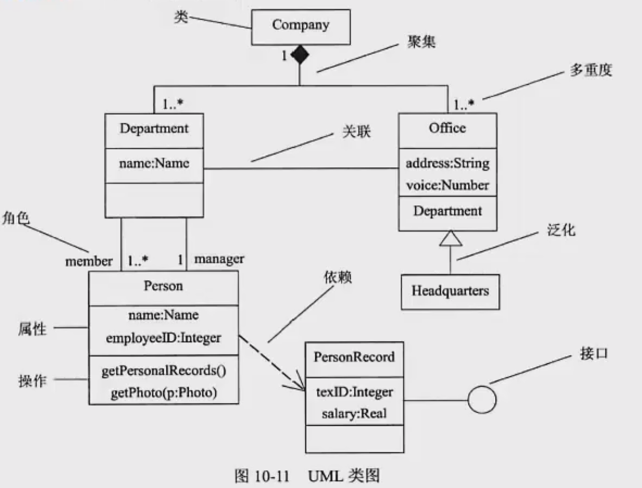 类
Company
1
聚集
多重度
1..*
1..*
Department
关联
Office
name:Name
address:String
voice:Number
Department
角色
泛化
member
1..*
1
manager
依赖
Headquarters
Person
name:Name
属性
employeeID:Integer
PersonRecord
接口
操作
getPersonalRecords()
getPhoto(p:Photo)
texID:Integer
salary:Real
图 10-11 UML 类图